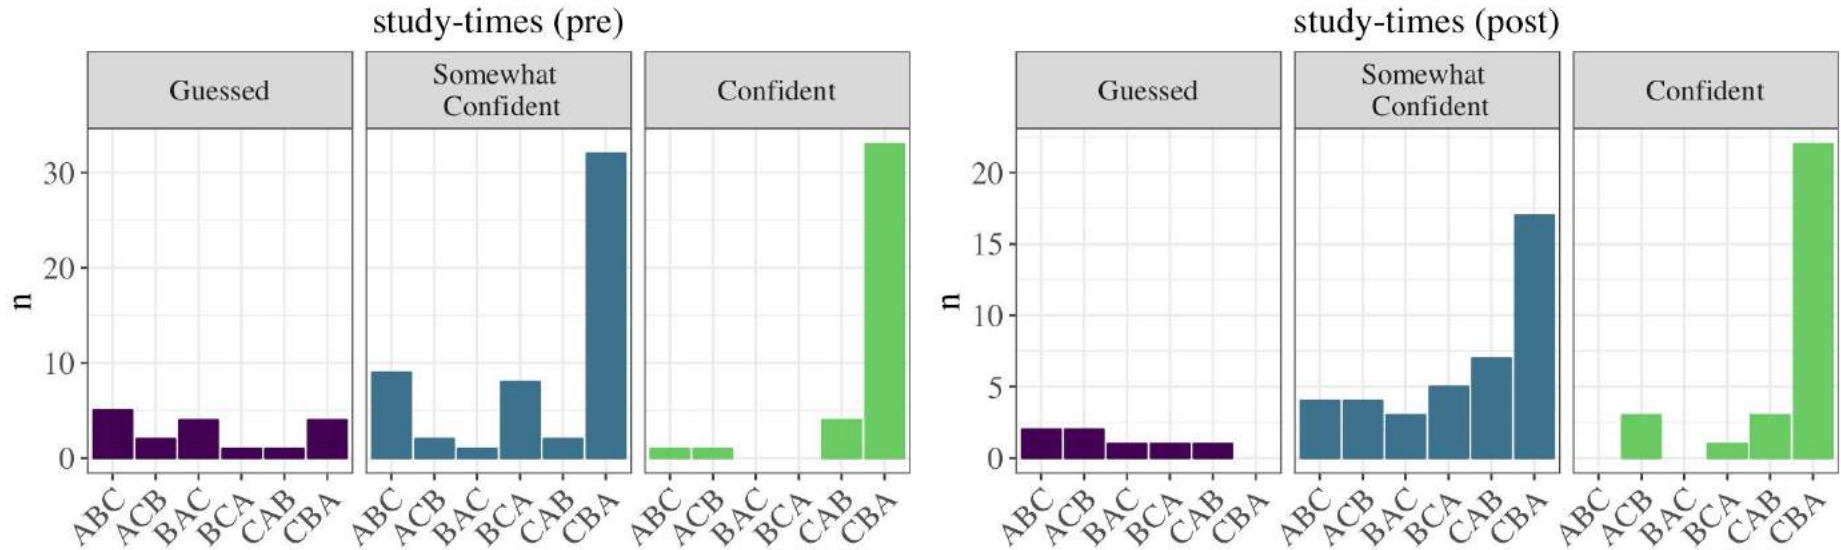 study-times (pre)
Guessed
Somewhat
Confident
Confident
n
30
20
10
0
ABC
ACB
BAC
BCA
CAB
CBA
ABC
ACB
BAC
BCA
CAB
CBA
ABC
ACB
BAC
BCA
CAB
CBA
study-times (post)
Guessed
Somewhat
Confident
Confident
n
20
15
10
5
0
ABC
ACB
BAC
BCA
CAB
CBA
ABC
ACB
BAC
BCA
CAB
CBA
ABC
ACB
BAC
BCA
CAB
CBA